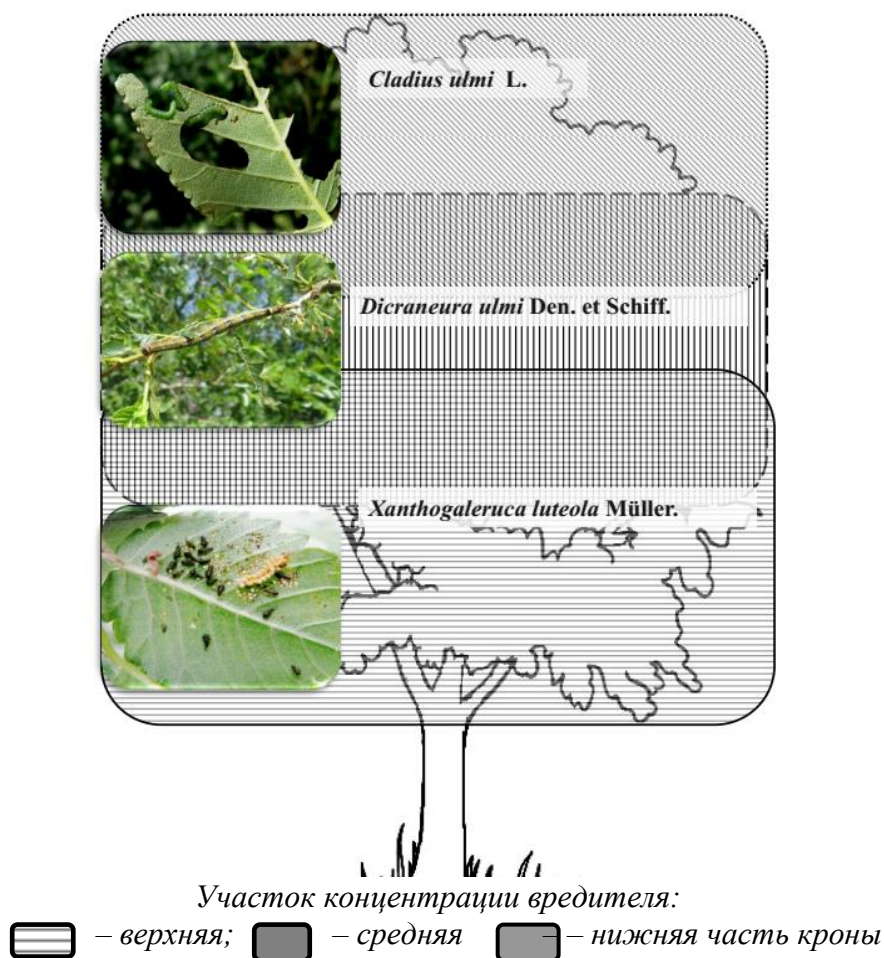 Cladius ulmi L.
Dicraneura ulmi Den. et Schiff.
Xanthogaleruca luteola Müller.
Участок концентрации вредителя:
– верхняя; – средняя – нижняя часть кроны